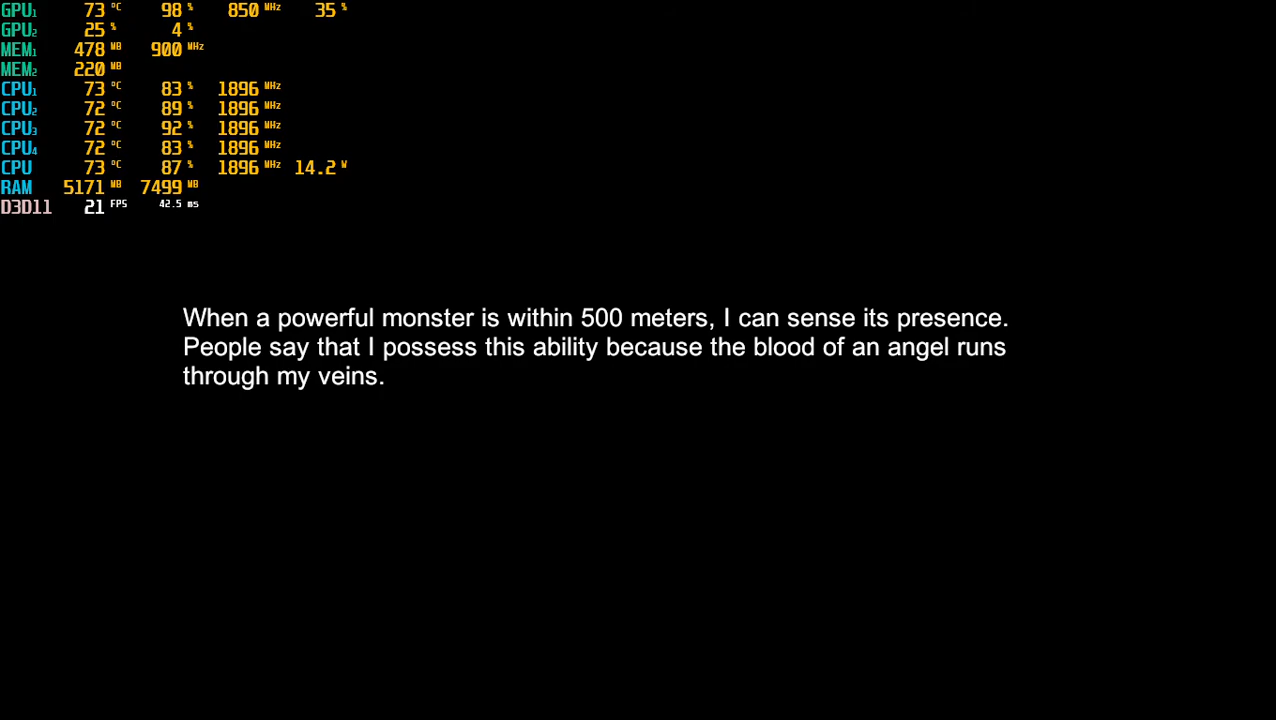 GPU1 73 °C 98 % 850 MHz 35 %
GPU2 25 % 4 %
MEM1 478 MB 900 MHz
MEM2 220 MB
CPU1 73 °C 83 % 1896 MHz
CPU2 72 °C 89 % 1896 MHz
CPU3 72 °C 92 % 1896 MHz
CPU4 72 °C 83 % 1896 MHz
CPU 73 °C 87 % 1896 MHz 14.2 W
RAM 5171 MB 7499 MB
D3D11 21 FPS 42.5 ms
When a powerful monster is within 500 meters, I can sense its presence.
People say that I possess this ability because the blood of an angel runs
through my veins.